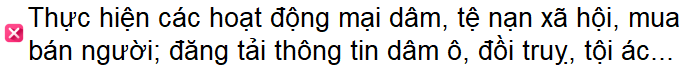 Thực hiện các hoạt động mại dâm, tệ nạn xã hội, mua
bán người; đăng tải thông tin dâm ô, đồi truỵ, tội ác...